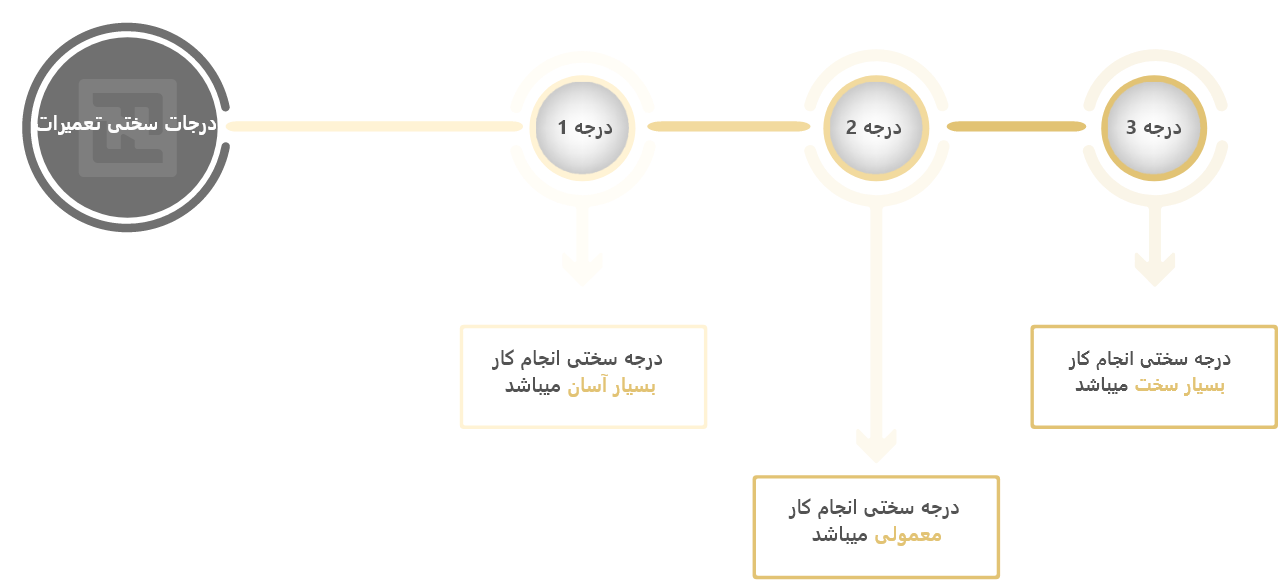 درجات سختی تعمیرات
درجه 1
درجه 2
درجه 3
درجه سختی انجام کار
بسیار آسان میباشد
درجه سختی انجام کار
معمولی میباشد
درجه سختی انجام کار
بسیار سخت میباشد